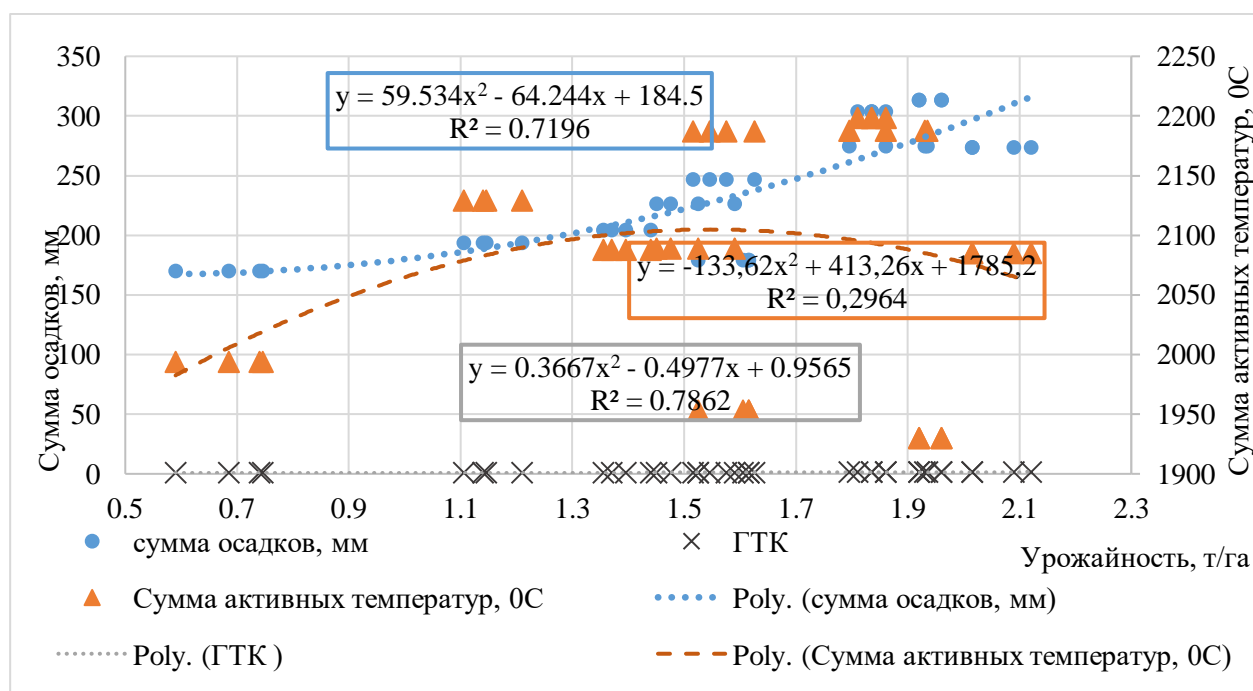 350
300
250
200
150
100
50
0
Сумма осадков, мм
2250
2200
2150
2100
2050
2000
1950
1900
Сумма активных температур, 0С
y = 59.534x² - 64.244x + 184.5
R² = 0.7196
y = -133,62x² + 413,26x + 1785,2
R² = 0,2964
y = 0.3667x² - 0.4977x + 0.9565
R² = 0.7862
0.5 0.7 0.9 1.1 1.3 1.5 1.7 1.9 2.1 2.3
Урожайность, т/га
сумма осадков, мм ГТК
Сумма активных температур, 0С Poly. (сумма осадков, мм)
Poly. (ГТК ) Poly. (Сумма активных температур, 0С)